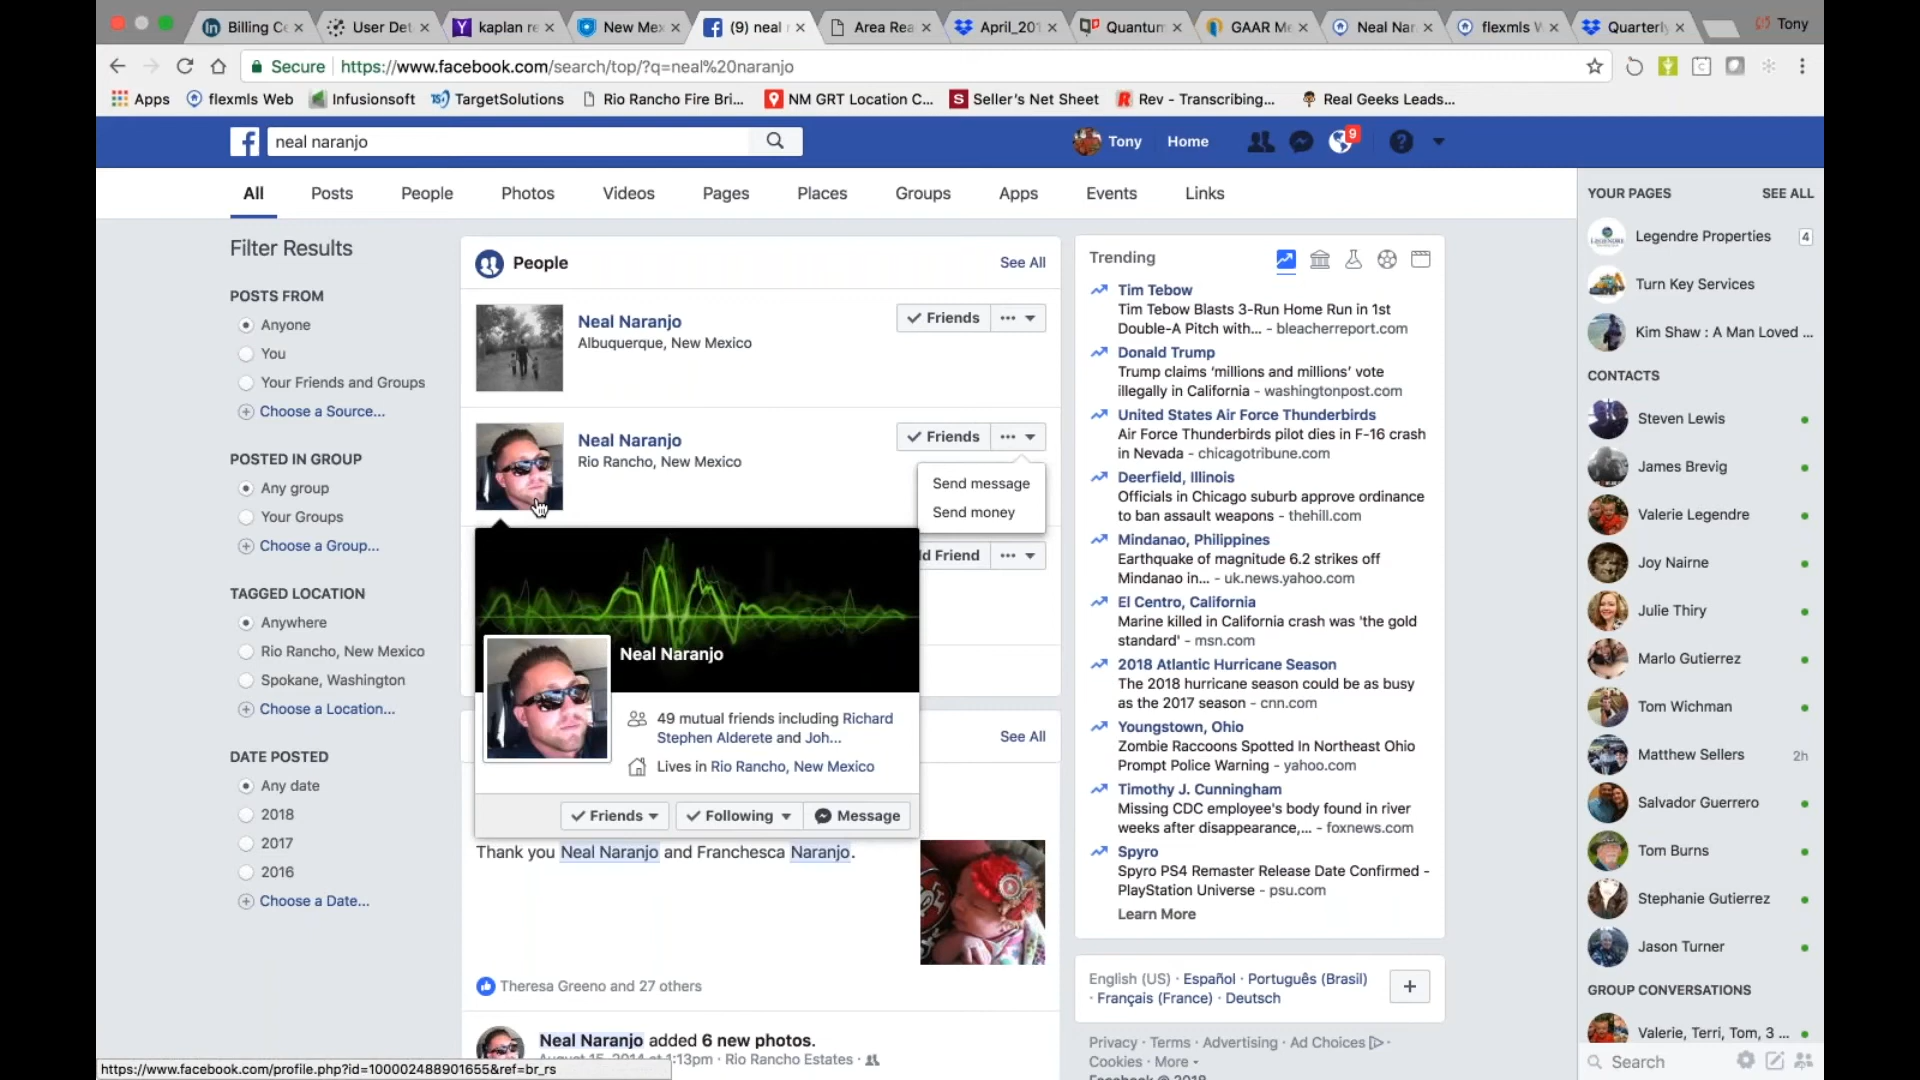 Billing Ce
User Det
kaplan re
New Mex
(9) neal
Area Rea
April_201
Quantum
GAAR Me
Neal Nar
flexmls W
Quarterly
Tony
Secure
https://www.facebook.com/search/top/?q=neal%20naranjo
Apps
flexmls Web
Infusionsoft
TargetSolutions
Rio Rancho Fire Bri...
NM GRT Location C...
Seller's Net Sheet
Rev - Transcribing...
Real Geeks Leads...
neal naranjo
Tony
Home
9
All
Posts
People
Photos
Videos
Pages
Places
Groups
Apps
Events
Links
Filter Results
POSTS FROM
Anyone
You
Your Friends and Groups
Choose a Source...
POSTED IN GROUP
Any group
Your Groups
Choose a Group...
TAGGED LOCATION
Anywhere
Rio Rancho, New Mexico
Spokane, Washington
Choose a Location...
DATE POSTED
Any date
2018
2017
2016
Choose a Date...
People
See All
Neal Naranjo
Albuquerque, New Mexico
Friends
Neal Naranjo
Rio Rancho, New Mexico
Friends
Send message
Send money
d Friend
Neal Naranjo
49 mutual friends including Richard
Stephen Alderete and Joh...
Lives in Rio Rancho, New Mexico
Friends
Following
Message
See All
Thank you Neal Naranjo and Franchesca Naranjo.
Theresa Greeno and 27 others
Neal Naranjo added 6 new photos.
August 15, 2014 at 1:13pm · Rio Rancho Estates ·
https://www.facebook.com/profile.php?id=100002488901655&ref=br_rs
Trending
Tim Tebow
Tim Tebow Blasts 3-Run Home Run in 1st
Double-A Pitch with... - bleacherreport.com
Donald Trump
Trump claims 'millions and millions' vote
illegally in California - washingtonpost.com
United States Air Force Thunderbirds
Air Force Thunderbirds pilot dies in F-16 crash
in Nevada - chicagotribune.com
Deerfield, Illinois
Officials in Chicago suburb approve ordinance
to ban assault weapons - thehill.com
Mindanao, Philippines
Earthquake of magnitude 6.2 strikes off
Mindanao in... - uk.news.yahoo.com
El Centro, California
Marine killed in California crash was 'the gold
standard' - msn.com
2018 Atlantic Hurricane Season
The 2018 hurricane season could be as busy
as the 2017 season - cnn.com
Youngstown, Ohio
Zombie Raccoons Spotted In Northeast Ohio
Prompt Police Warning - yahoo.com
Timothy J. Cunningham
Missing CDC employee's body found in river
weeks after disappearance,... - foxnews.com
Spyro
Spyro PS4 Remaster Release Date Confirmed -
PlayStation Universe - psu.com
Learn More
English (US) · Español · Português (Brasil)
· Français (France) · Deutsch
Privacy · Terms · Advertising · Ad Choices ·
Cookies · More
Facebook © 2018
YOUR PAGES
SEE ALL
Legendre Properties
4
Turn Key Services
Kim Shaw : A Man Loved ...
CONTACTS
Steven Lewis
James Brevig
Valerie Legendre
Joy Nairne
Julie Thiry
Marlo Gutierrez
Tom Wichman
Matthew Sellers
2h
Salvador Guerrero
Tom Burns
Stephanie Gutierrez
Jason Turner
GROUP CONVERSATIONS
Valerie, Terri, Tom, 3 ...
Search